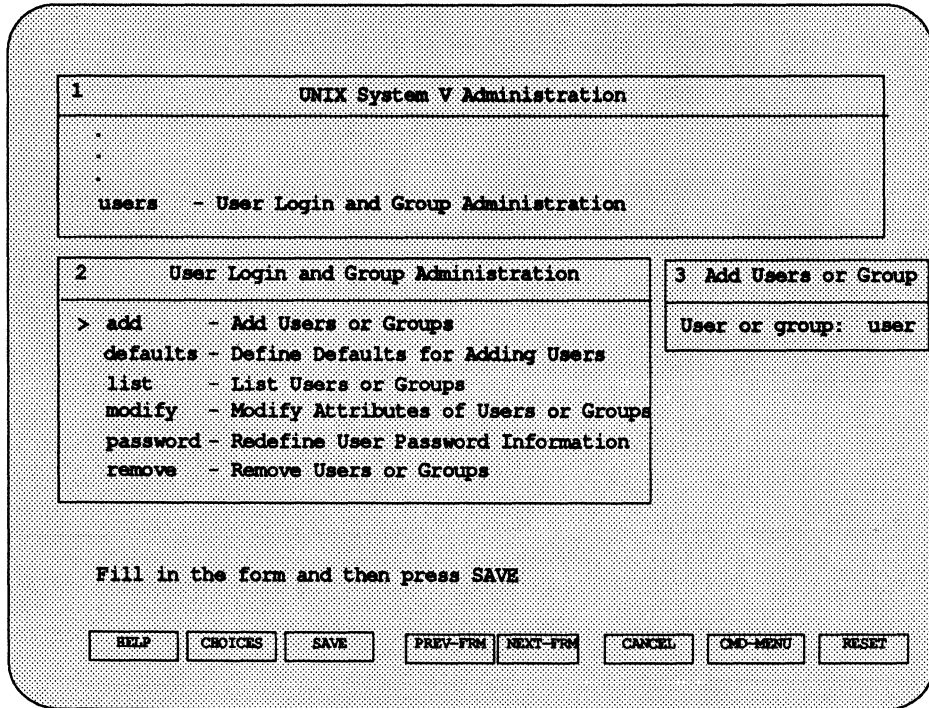 1 UNIX System V Administration
.
.
.
users - User Login and Group Administration
2 User Login and Group Administration
> add - Add Users or Groups
defaults - Define Defaults for Adding Users
list - List Users or Groups
modify - Modify Attributes of Users or Groups
password - Redefine User Password Information
remove - Remove Users or Groups
3 Add Users or Group
User or group: user
Fill in the form and then press SAVE
HELP CHOICES SAVE PREV-FRM NEXT-FRM CANCEL CMD-MENU RESET